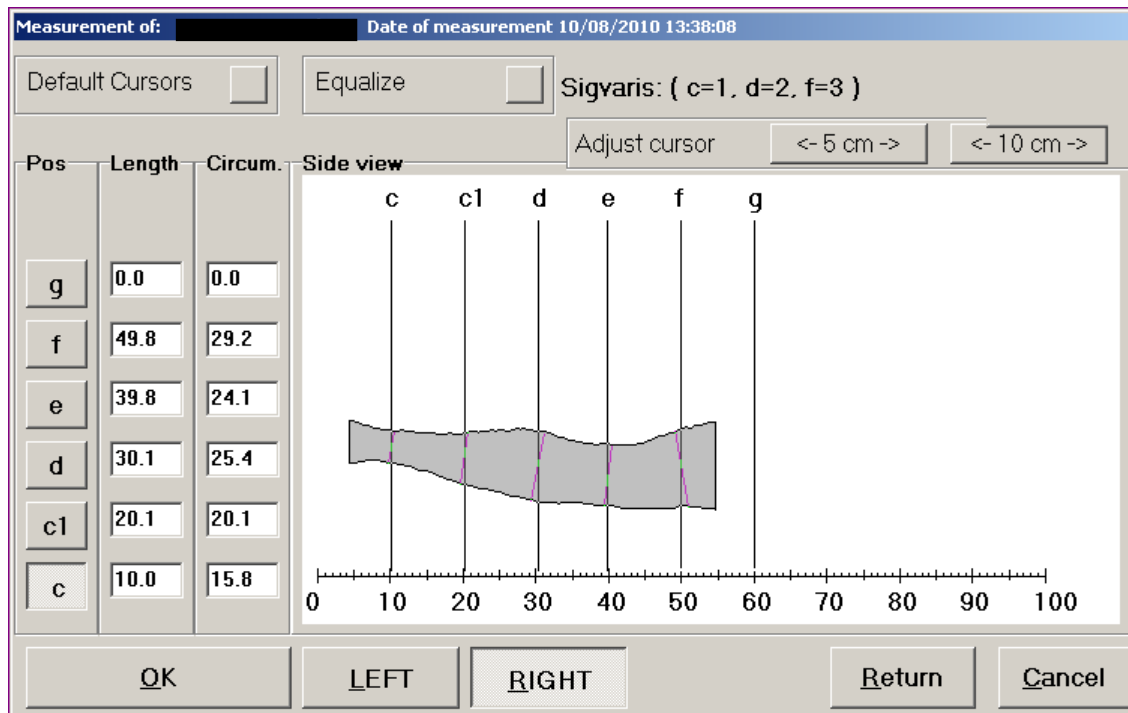 Measurement of: Date of measurement 10/08/2010 13:38:08
Default Cursors Equalize Sigvaris: ( c=1, d=2, f=3 )
Adjust cursor <- 5 cm -> <- 10 cm ->
Pos Length Circum. Side view
c c1 d e f g
g 0.0 0.0
f 49.8 29.2
e 39.8 24.1
d 30.1 25.4
c1 20.1 20.1
c 10.0 15.8
0 10 20 30 40 50 60 70 80 90 100
OK LEFT RIGHT Return Cancel